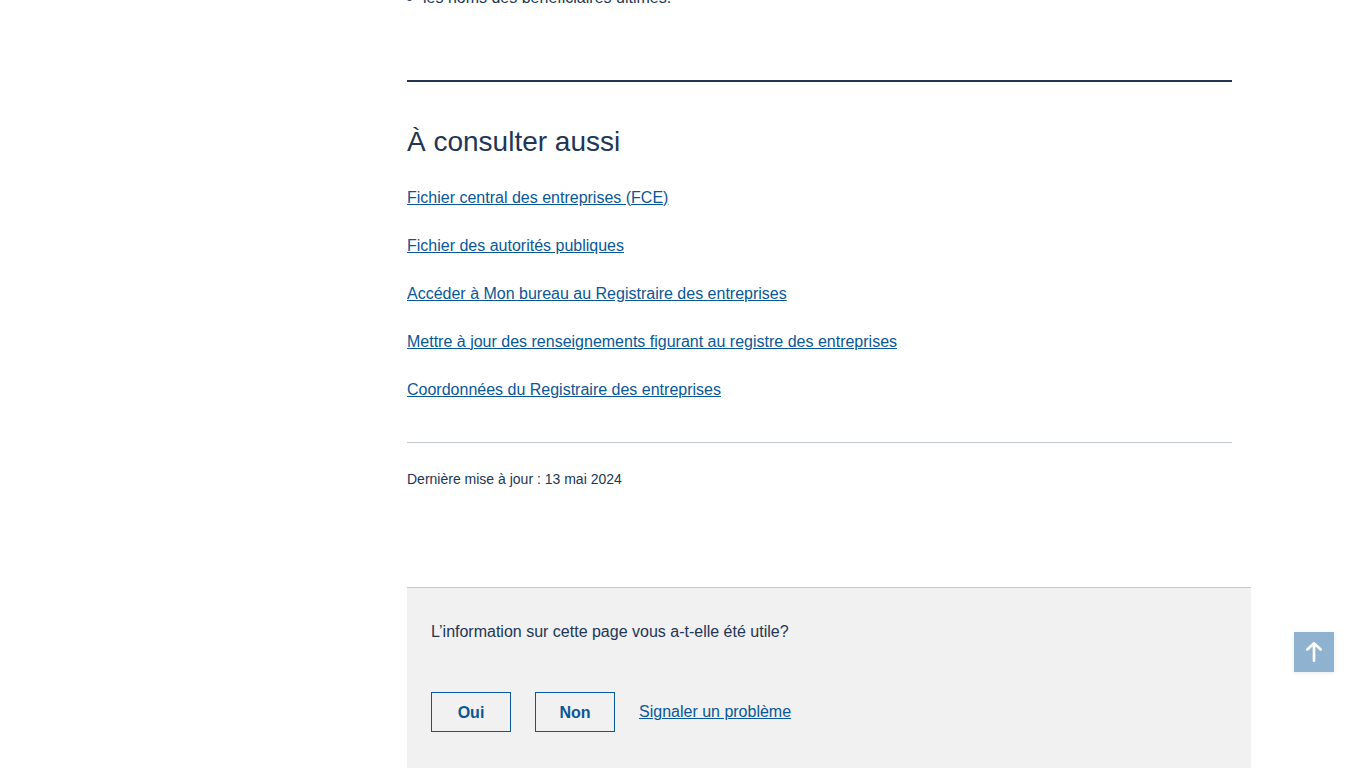 les noms des bénéficiaires ultimes.
À consulter aussi
Fichier central des entreprises (FCE)
Fichier des autorités publiques
Accéder à Mon bureau au Registraire des entreprises
Mettre à jour des renseignements figurant au registre des entreprises
Coordonnées du Registraire des entreprises
Dernière mise à jour : 13 mai 2024
L’information sur cette page vous a-t-elle été utile?
Oui Non Signaler un problème